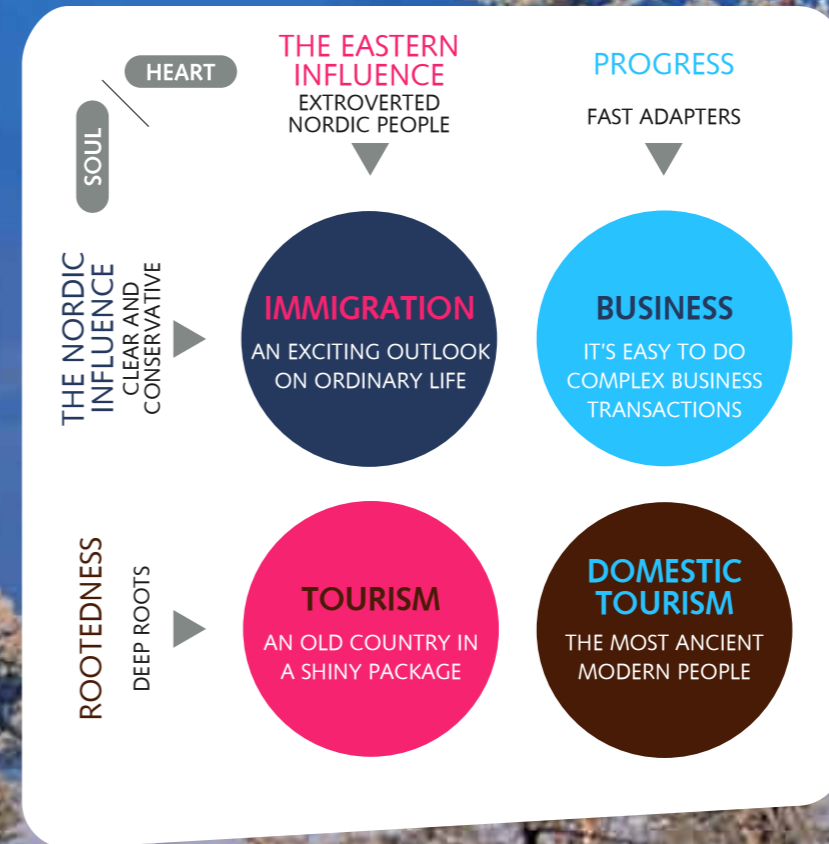 HEART
SOUL
THE EASTERN
INFLUENCE
EXTROVERTED
NORDIC PEOPLE
PROGRESS
FAST ADAPTERS
THE NORDIC
INFLUENCE
CLEAR AND
CONSERVATIVE
IMMIGRATION
AN EXCITING OUTLOOK
ON ORDINARY LIFE
BUSINESS
IT'S EASY TO DO
COMPLEX BUSINESS
TRANSACTIONS
ROOTEDNESS
DEEP ROOTS
TOURISM
AN OLD COUNTRY IN
A SHINY PACKAGE
DOMESTIC
TOURISM
THE MOST ANCIENT
MODERN PEOPLE